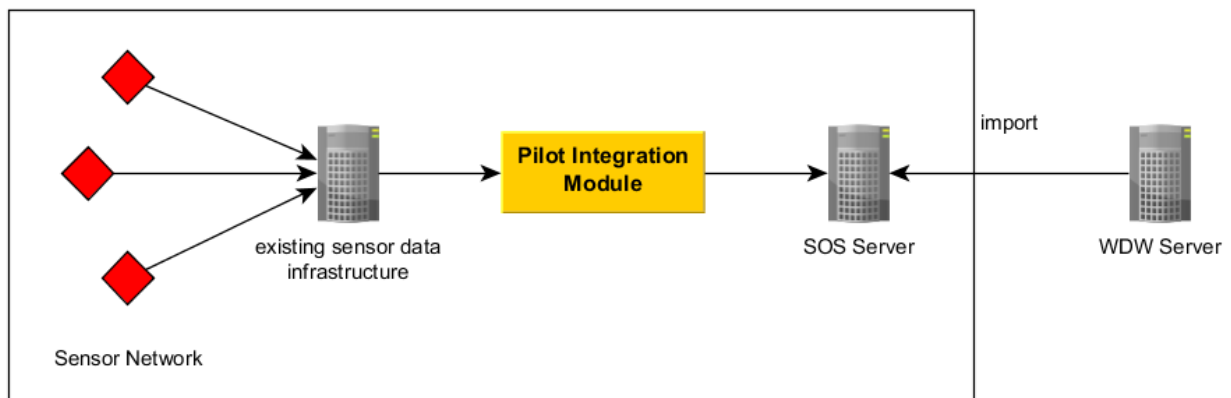 import
Pilot Integration
Module
existing sensor data
infrastructure
SOS Server
WDW Server
Sensor Network